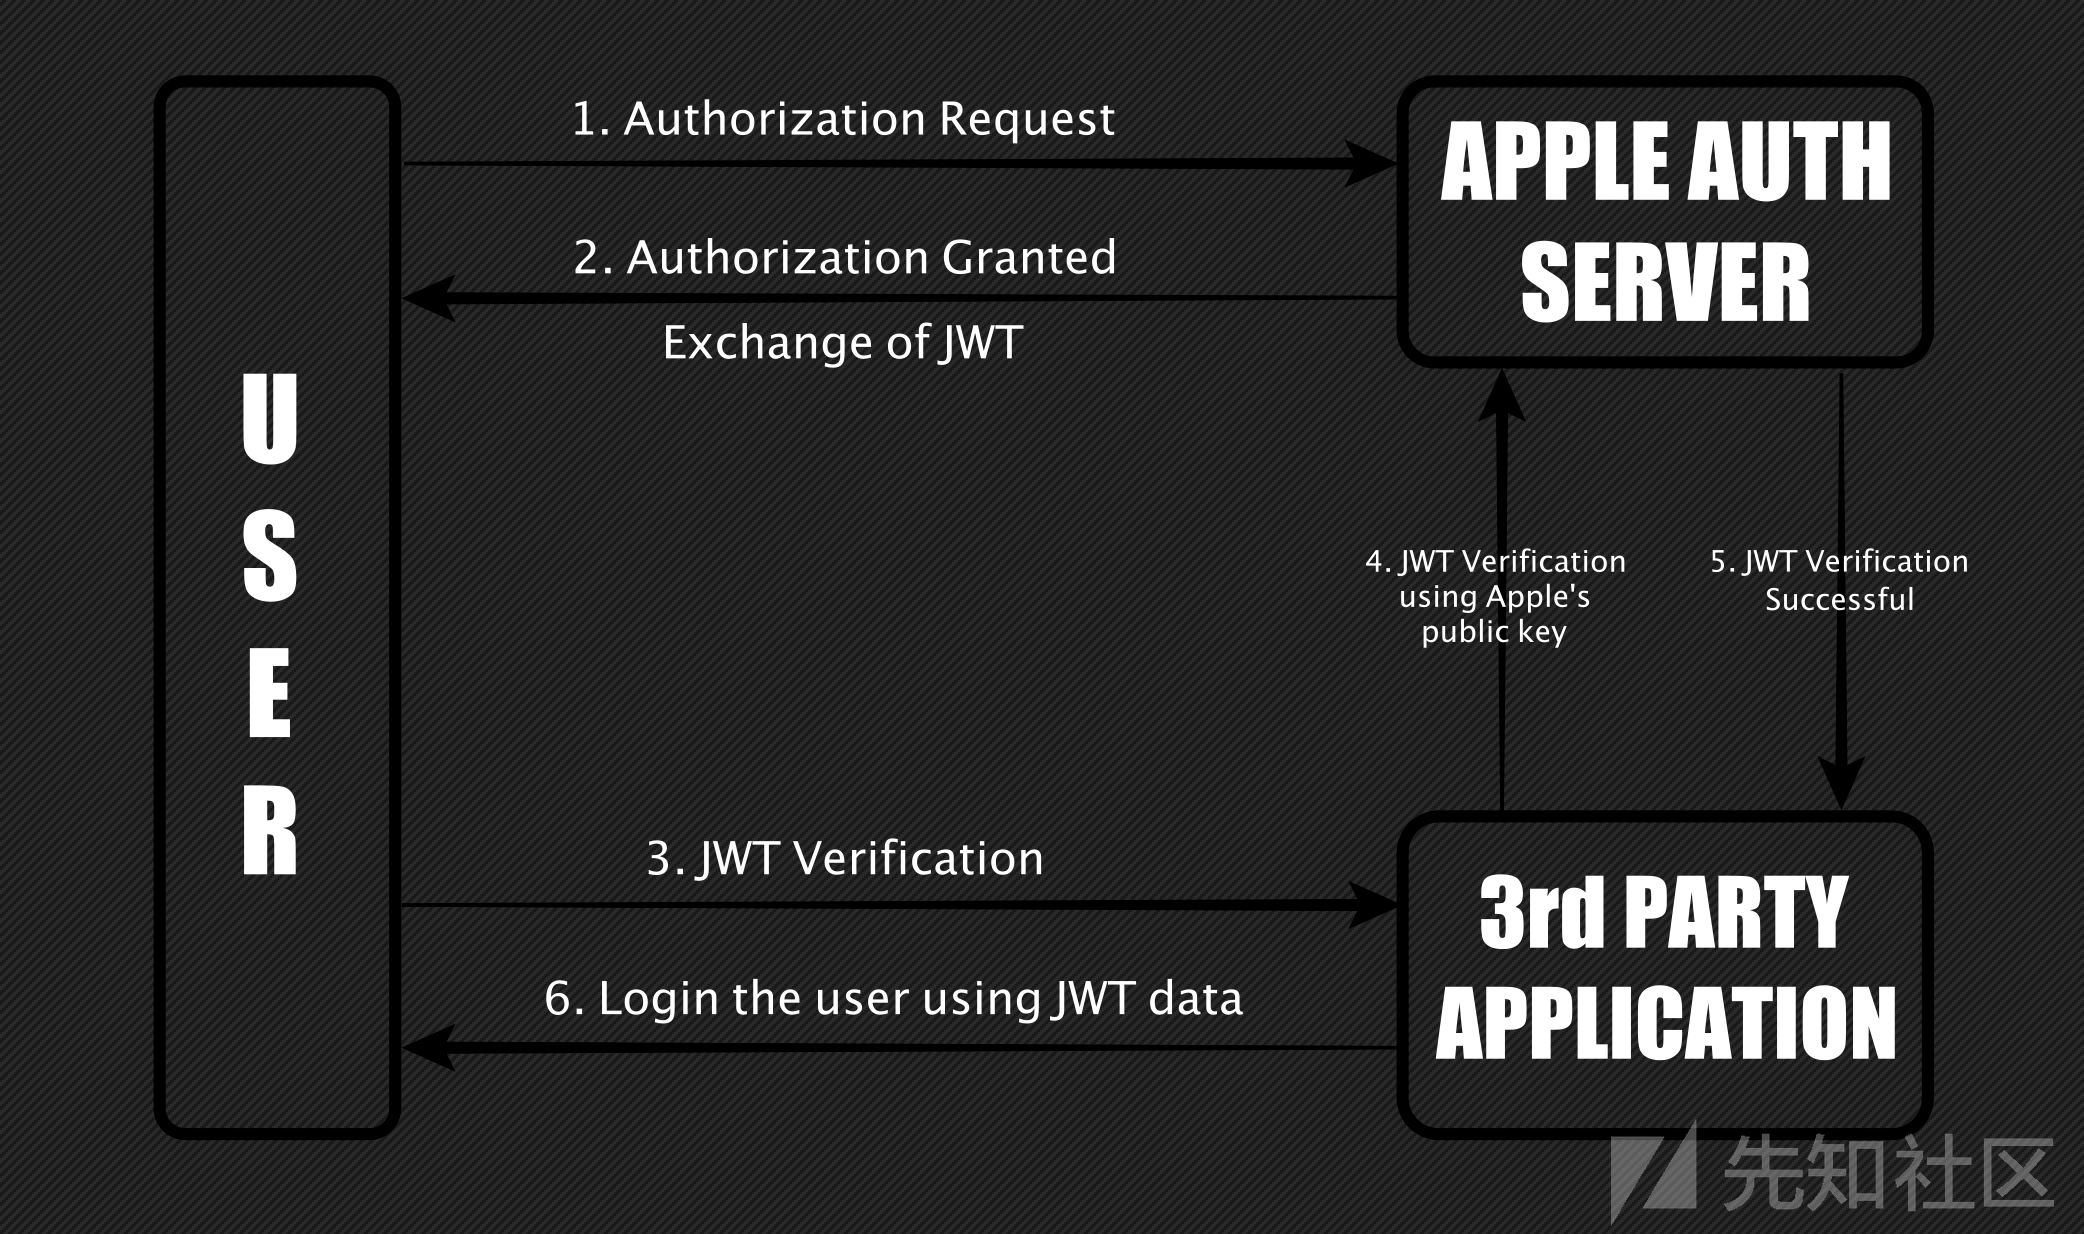 1. Authorization Request
APPLE AUTH
SERVER
2. Authorization Granted
Exchange of JWT
U
S
E
R
4. JWT Verification
using Apple's
public key
5. JWT Verification
Successful
3. JWT Verification
3rd PARTY
APPLICATION
6. Login the user using JWT data
先知社区